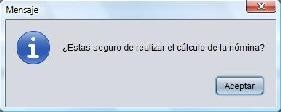 Mensaje
¿Estas seguro de realizar el cálculo de la nómina?
Aceptar